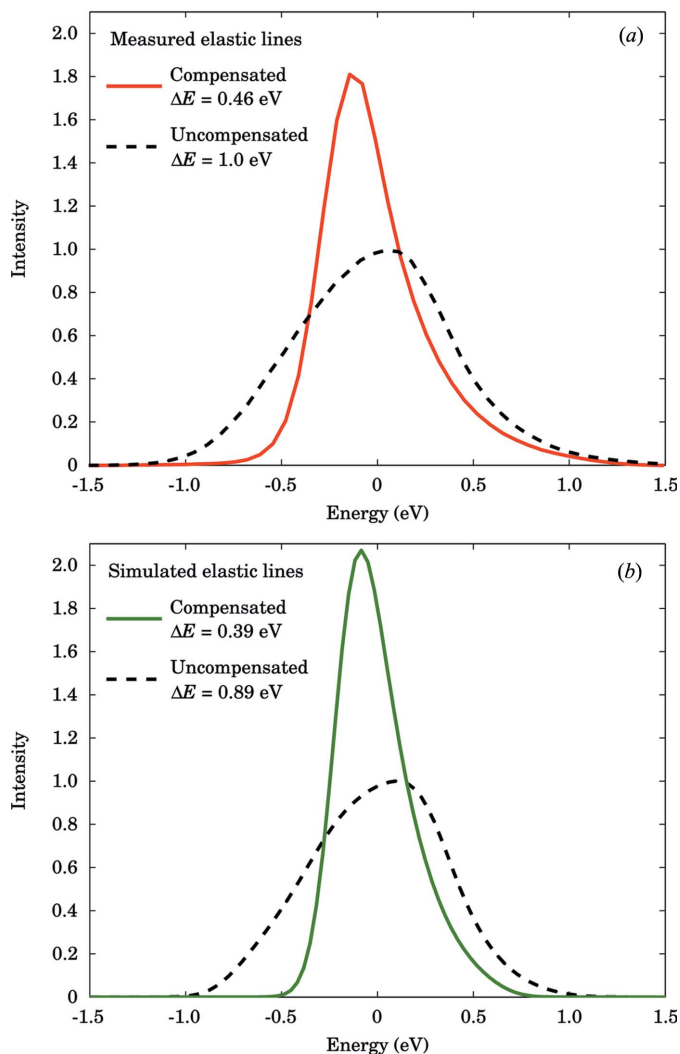 2.0
1.8
1.6
1.4
1.2
1.0
0.8
0.6
0.4
0.2
0
Intensity
Measured elastic lines
(a)
Compensated
ΔE = 0.46 eV
Uncompensated
ΔE = 1.0 eV
-1.5 -1.0 -0.5 0 0.5 1.0 1.5
Energy (eV)
2.0
1.8
1.6
1.4
1.2
1.0
0.8
0.6
0.4
0.2
0
Intensity
Simulated elastic lines
(b)
Compensated
ΔE = 0.39 eV
Uncompensated
ΔE = 0.89 eV
-1.5 -1.0 -0.5 0 0.5 1.0 1.5
Energy (eV)